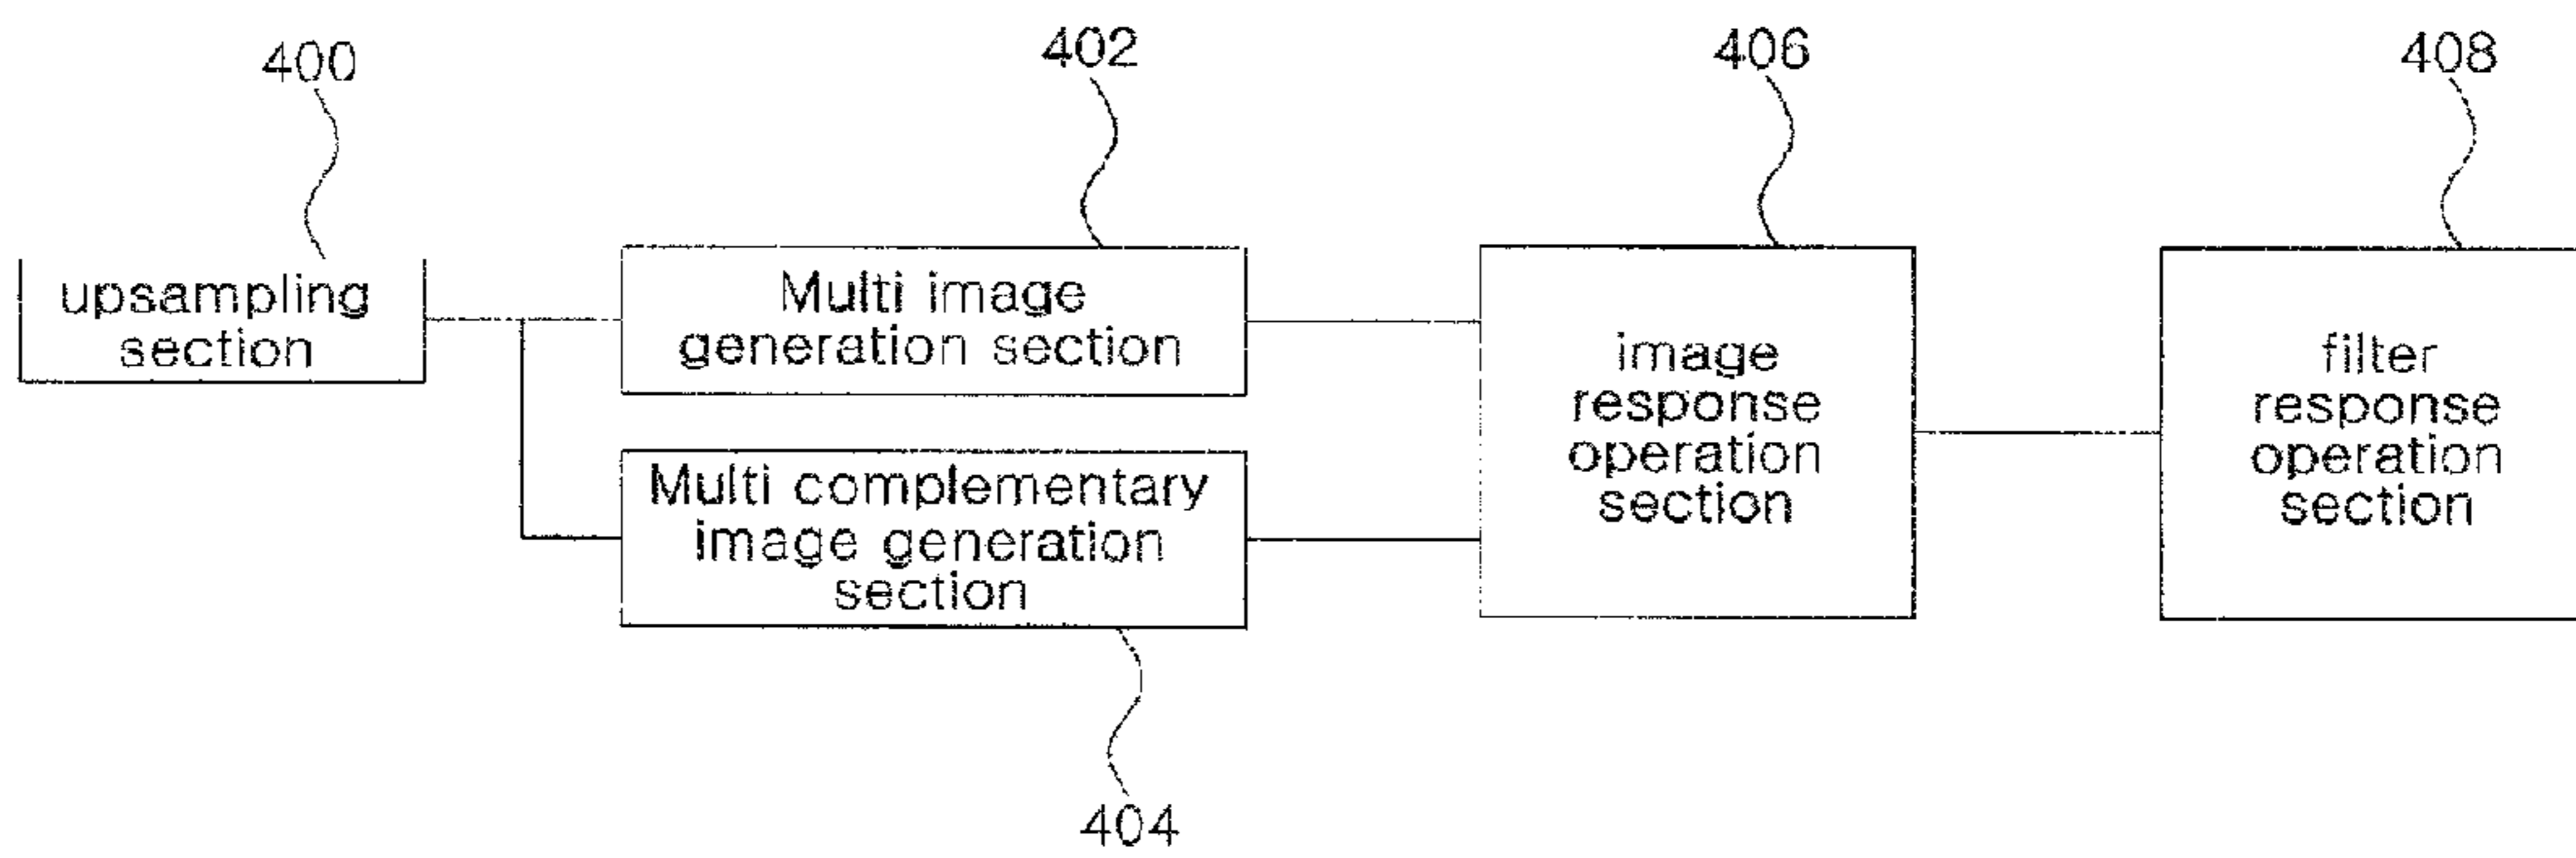 400
402
406
408
upsampling
section
Multi image
generation section
Multi complementary
image generation
section
image
response
operation
section
filter
response
operation
section
404